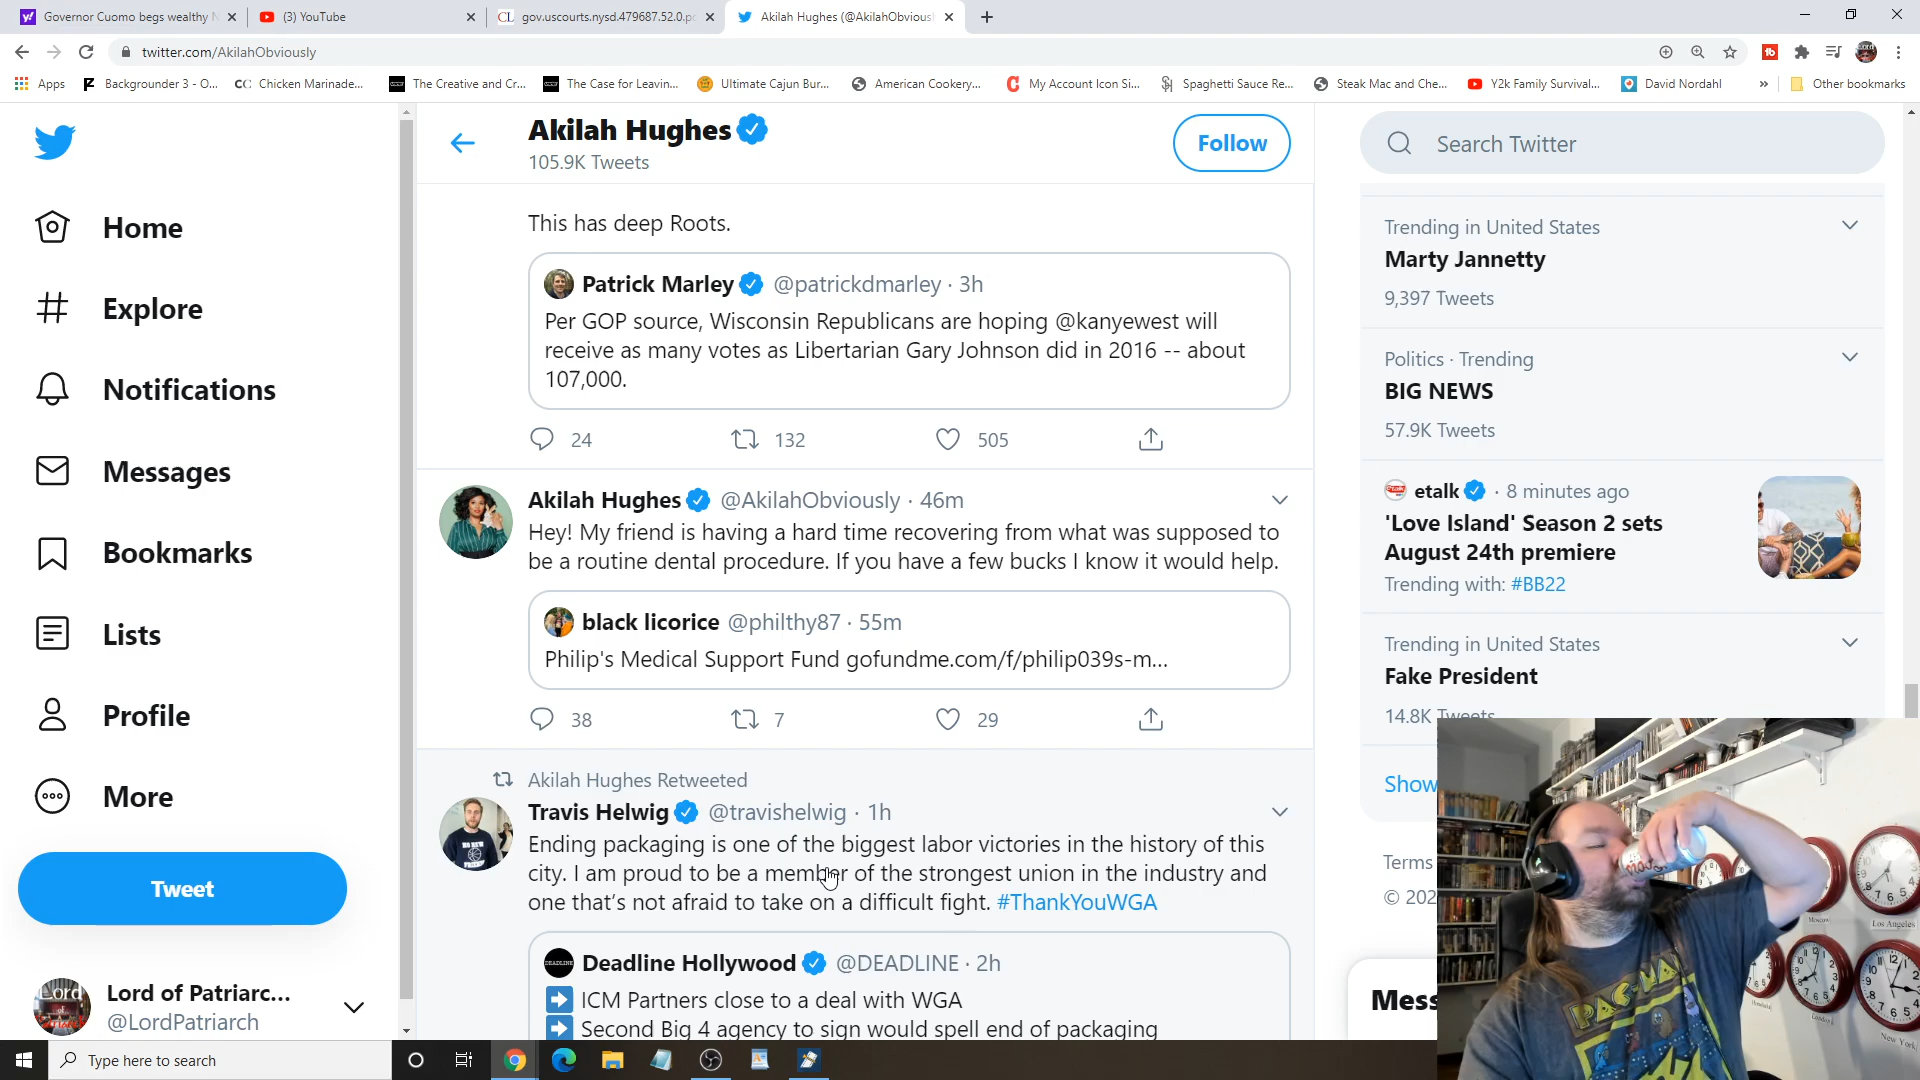 Governor Cuomo begs wealthy N
(3) YouTube
gov.uscourts.nysd.479687.52.0.pc
Akilah Hughes (@AkilahObvious
twitter.com/AkilahObviously
Apps
Backgrounder 3 - O...
Chicken Marinade...
The Creative and Cr...
The Case for Leavin...
Ultimate Cajun Bur...
American Cookery...
My Account Icon Si...
Spaghetti Sauce Re...
Steak Mac and Che...
Y2k Family Survival...
David Nordahl
»
Other bookmarks
Home
Explore
Notifications
Messages
Bookmarks
Lists
Profile
More
Tweet
Lord of Patriarc...
@LordPatriarch
Akilah Hughes
105.9K Tweets
Follow
This has deep Roots.
Patrick Marley @patrickdmarley · 3h
Per GOP source, Wisconsin Republicans are hoping @kanyewest will
receive as many votes as Libertarian Gary Johnson did in 2016 -- about
107,000.
24 132 505
Akilah Hughes @AkilahObviously · 46m
Hey! My friend is having a hard time recovering from what was supposed to
be a routine dental procedure. If you have a few bucks I know it would help.
black licorice @philthy87 · 55m
Philip's Medical Support Fund gofundme.com/f/philip039s-m...
38 7 29
Akilah Hughes Retweeted
Travis Helwig @travishelwig · 1h
Ending packaging is one of the biggest labor victories in the history of this
city. I am proud to be a member of the strongest union in the industry and
one that's not afraid to take on a difficult fight. #ThankYouWGA
Deadline Hollywood @DEADLINE · 2h
ICM Partners close to a deal with WGA
Second Big 4 agency to sign would spell end of packaging
Search Twitter
Trending in United States
Marty Jannetty
9,397 Tweets
Politics · Trending
BIG NEWS
57.9K Tweets
etalk · 8 minutes ago
'Love Island' Season 2 sets
August 24th premiere
Trending with: #BB22
Trending in United States
Fake President
14.8K Tweets
Show
Terms
© 202
Mess
Moscow
Los Angeles
Honolulu
London
New York
PAC-MAN
Type here to search